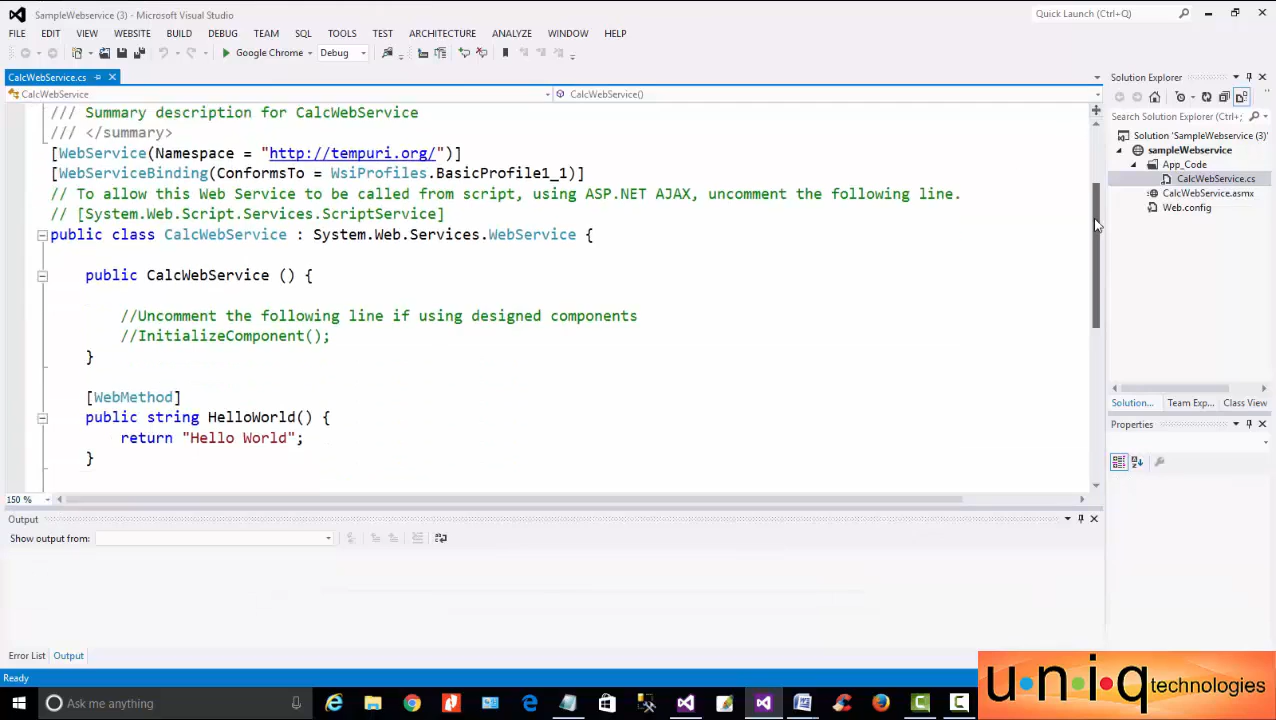 SampleWebservice (3) - Microsoft Visual Studio
Quick Launch (Ctrl+Q)
FILE EDIT VIEW WEBSITE BUILD DEBUG TEAM SQL TOOLS TEST ARCHITECTURE ANALYZE WINDOW HELP
Google Chrome Debug
CalcWebService.cs
CalcWebService CalcWebService()
/// Summary description for CalcWebService
/// </summary>
[WebService(Namespace = "http://tempuri.org/")]
[WebServiceBinding(ConformsTo = WsiProfiles.BasicProfile1_1)]
// To allow this Web Service to be called from script, using ASP.NET AJAX, uncomment the following line.
// [System.Web.Script.Services.ScriptService]
public class CalcWebService : System.Web.Services.WebService {
public CalcWebService () {
//Uncomment the following line if using designed components
//InitializeComponent();
}
[WebMethod]
public string HelloWorld() {
return "Hello World";
}
150 %
Output
Show output from:
Error List Output
Ready
Solution Explorer
Search Solution Explorer (Ctrl+;
Solution 'SampleWebservice (3)'
sampleWebservice
App_Code
CalcWebService.cs
CalcWebService.asmx
Web.config
Solution... Team Exp... Class View
Properties
Ask me anything
uniq technologies